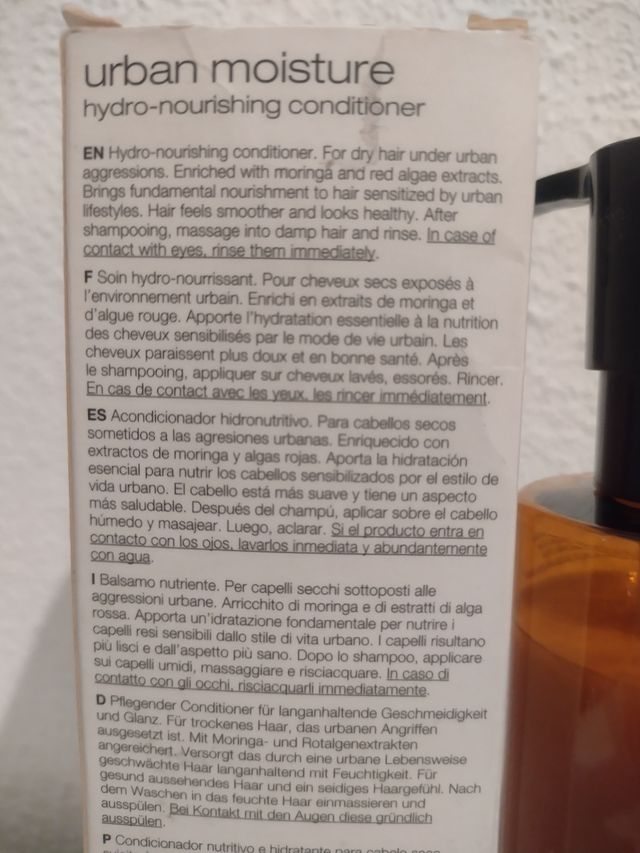 urban moisture
hydro-nourishing conditioner
EN Hydro-nourishing conditioner. For dry hair under urban
aggressions. Enriched with moringa and red algae extracts.
Brings fundamental nourishment to hair sensitized by urban
lifestyles. Hair feels smoother and looks healthy. After
shampooing, massage into damp hair and rinse. In case of
contact with eyes, rinse them immediately.
F Soin hydro-nourrissant. Pour cheveux secs exposés à
l'environnement urbain. Enrichi en extraits de moringa et
d'algue rouge. Apporte l'hydratation essentielle à la nutrition
des cheveux sensibilisés par le mode de vie urbain. Les
cheveux paraissent plus doux et en bonne santé. Après
le shampooing, appliquer sur cheveux lavés, essorés. Rincer.
En cas de contact avec les yeux, les rincer immédiatement.
ES Acondicionador hidronutritivo. Para cabellos secos
sometidos a las agresiones urbanas. Enriquecido con
extractos de moringa y algas rojas. Aporta la hidratación
esencial para nutrir los cabellos sensibilizados por el estilo de
vida urbano. El cabello está más suave y tiene un aspecto
más saludable. Después del champú, aplicar sobre el cabello
húmedo y masajear. Luego, aclarar. Si el producto entra en
contacto con los ojos, lavarlos inmediata y abundantemente
con agua.
I Balsamo nutriente. Per capelli secchi sottoposti alle
aggressioni urbane. Arricchito di moringa e di estratti di alga
rossa. Apporta un'idratazione fondamentale per nutrire i
capelli resi sensibili dallo stile di vita urbano. I capelli risultano
più lisci e dall'aspetto più sano. Dopo lo shampoo, applicare
sui capelli umidi, massaggiare e risciacquare. In caso di
contatto con gli occhi, risciacquarli immediatamente.
D Pflegender Conditioner für langanhaltende Geschmeidigkeit
und Glanz. Für trockenes Haar, das urbanen Angriffen
ausgesetzt ist. Mit Moringa- und Rotalgenextrakten
angereichert. Versorgt das durch eine urbane Lebensweise
geschwächte Haar langanhaltend mit Feuchtigkeit. Für
gesund aussehendes Haar und ein seidiges Haargefühl. Nach
dem Waschen in das feuchte Haar einmassieren und
ausspülen. Bei Kontakt mit den Augen diese gründlich
ausspülen.
P Condicionador nutritivo e hidratante para cabelo seco